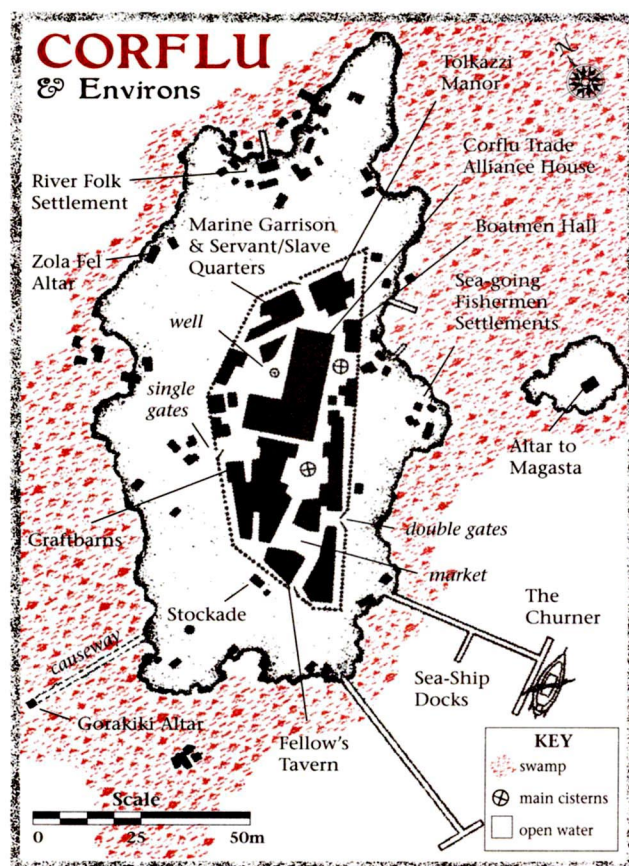 CORFLU
& Environs
N
Tolkazzi
Manor
Corflu Trade
Alliance House
River Folk
Settlement
Marine Garrison
& Servant/Slave
Quarters
Boatmen Hall
Zola Fel
Altar
well
Sea-going
Fishermen
Settlements
single
gates
Altar to
Magasta
Craftbarns
double gates
market
Stockade
The
Churner
causeway
Sea-Ship
Docks
Gorakiki Altar
Fellow's
Tavern
KEY
swamp
main cisterns
open water
Scale
0 25 50m